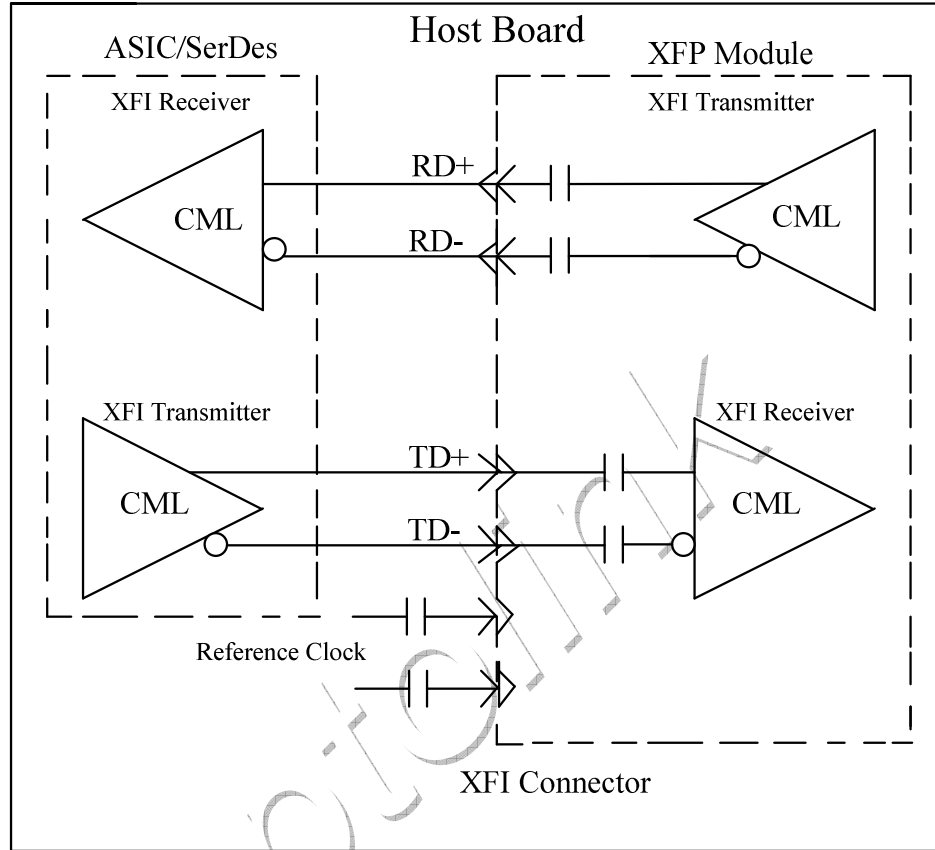 Host Board
ASIC/SerDes
XFP Module
XFI Receiver
XFI Transmitter
RD+
CML
CML
RD-
XFI Transmitter
XFI Receiver
TD+
CML
CML
TD-
Reference Clock
XFI Connector